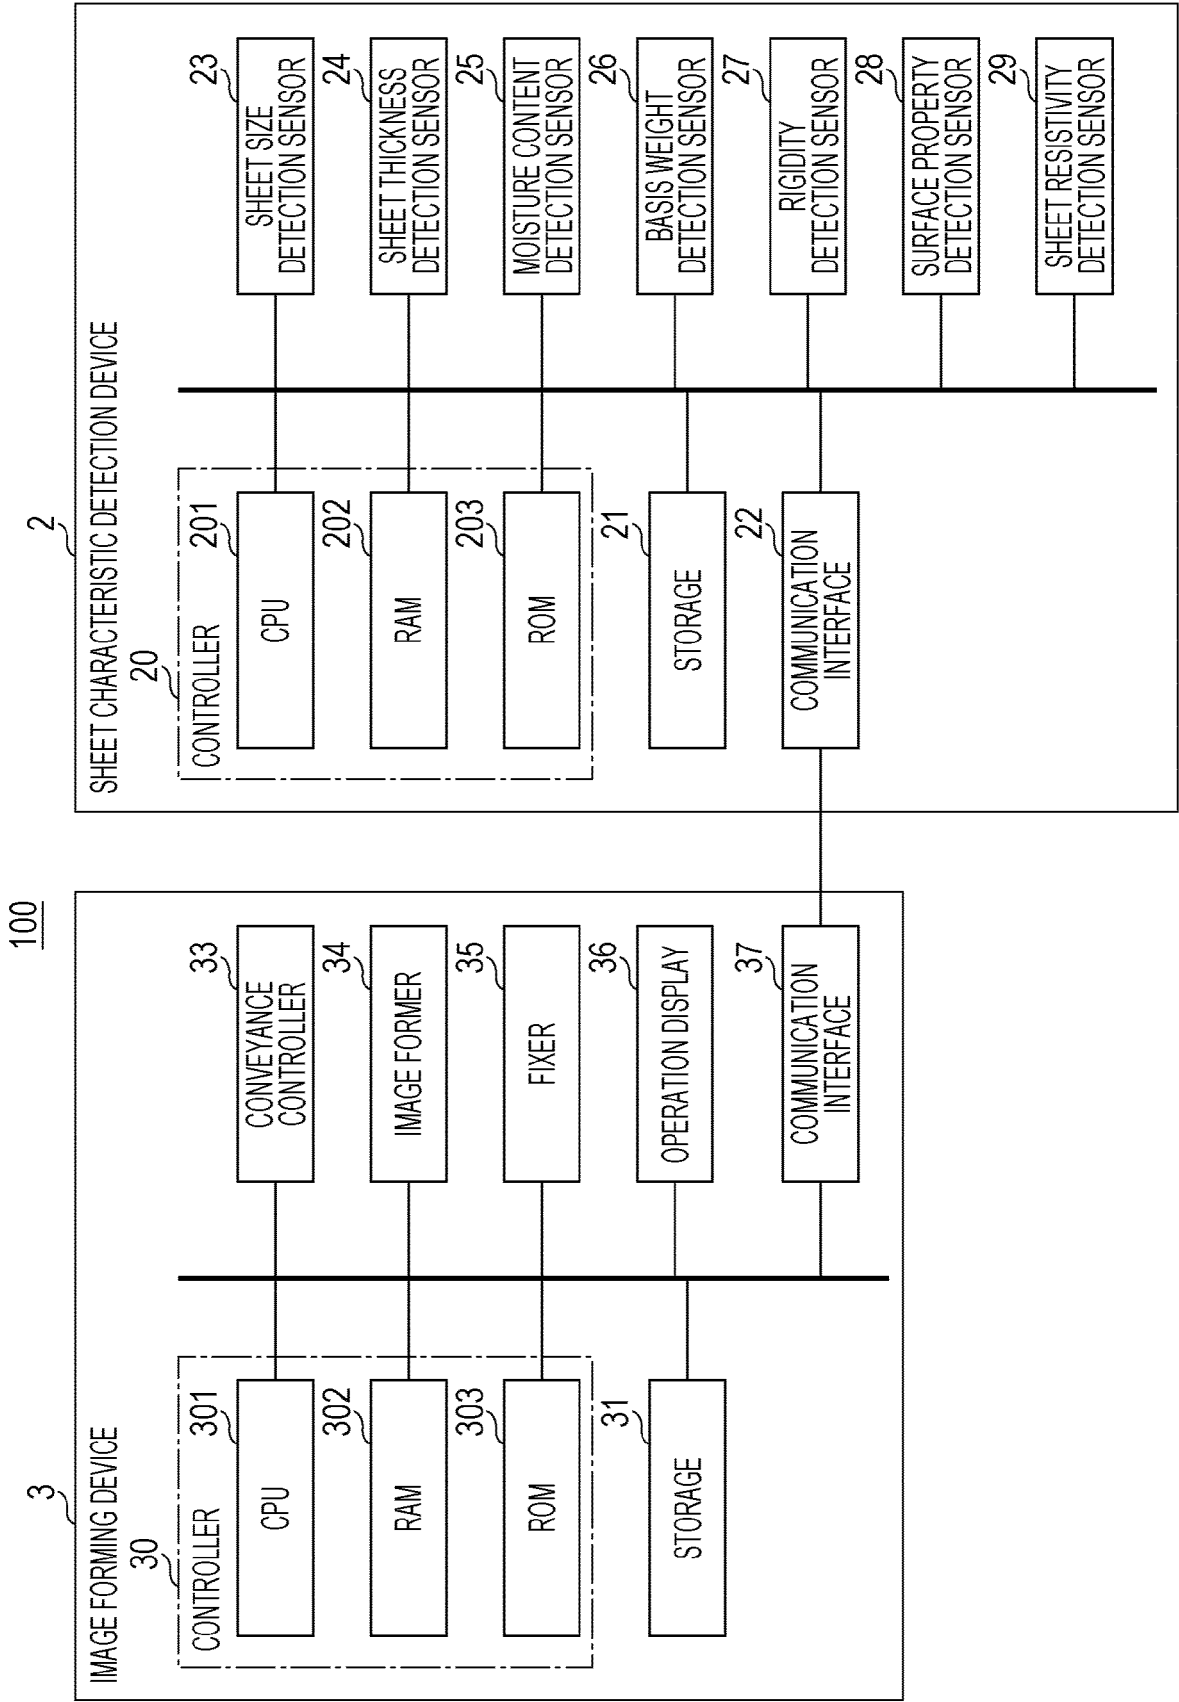 100
3
IMAGE FORMING DEVICE
30
CONTROLLER
301
CPU
302
RAM
303
ROM
31
STORAGE
33
CONVEYANCE
CONTROLLER
34
IMAGE FORMER
35
FIXER
36
OPERATION DISPLAY
37
COMMUNICATION
INTERFACE
2
SHEET CHARACTERISTIC DETECTION DEVICE
20
CONTROLLER
201
CPU
202
RAM
203
ROM
21
STORAGE
22
COMMUNICATION
INTERFACE
23
SHEET SIZE
DETECTION SENSOR
24
SHEET THICKNESS
DETECTION SENSOR
25
MOISTURE CONTENT
DETECTION SENSOR
26
BASIS WEIGHT
DETECTION SENSOR
27
RIGIDITY
DETECTION SENSOR
28
SURFACE PROPERTY
DETECTION SENSOR
29
SHEET RESISTIVITY
DETECTION SENSOR